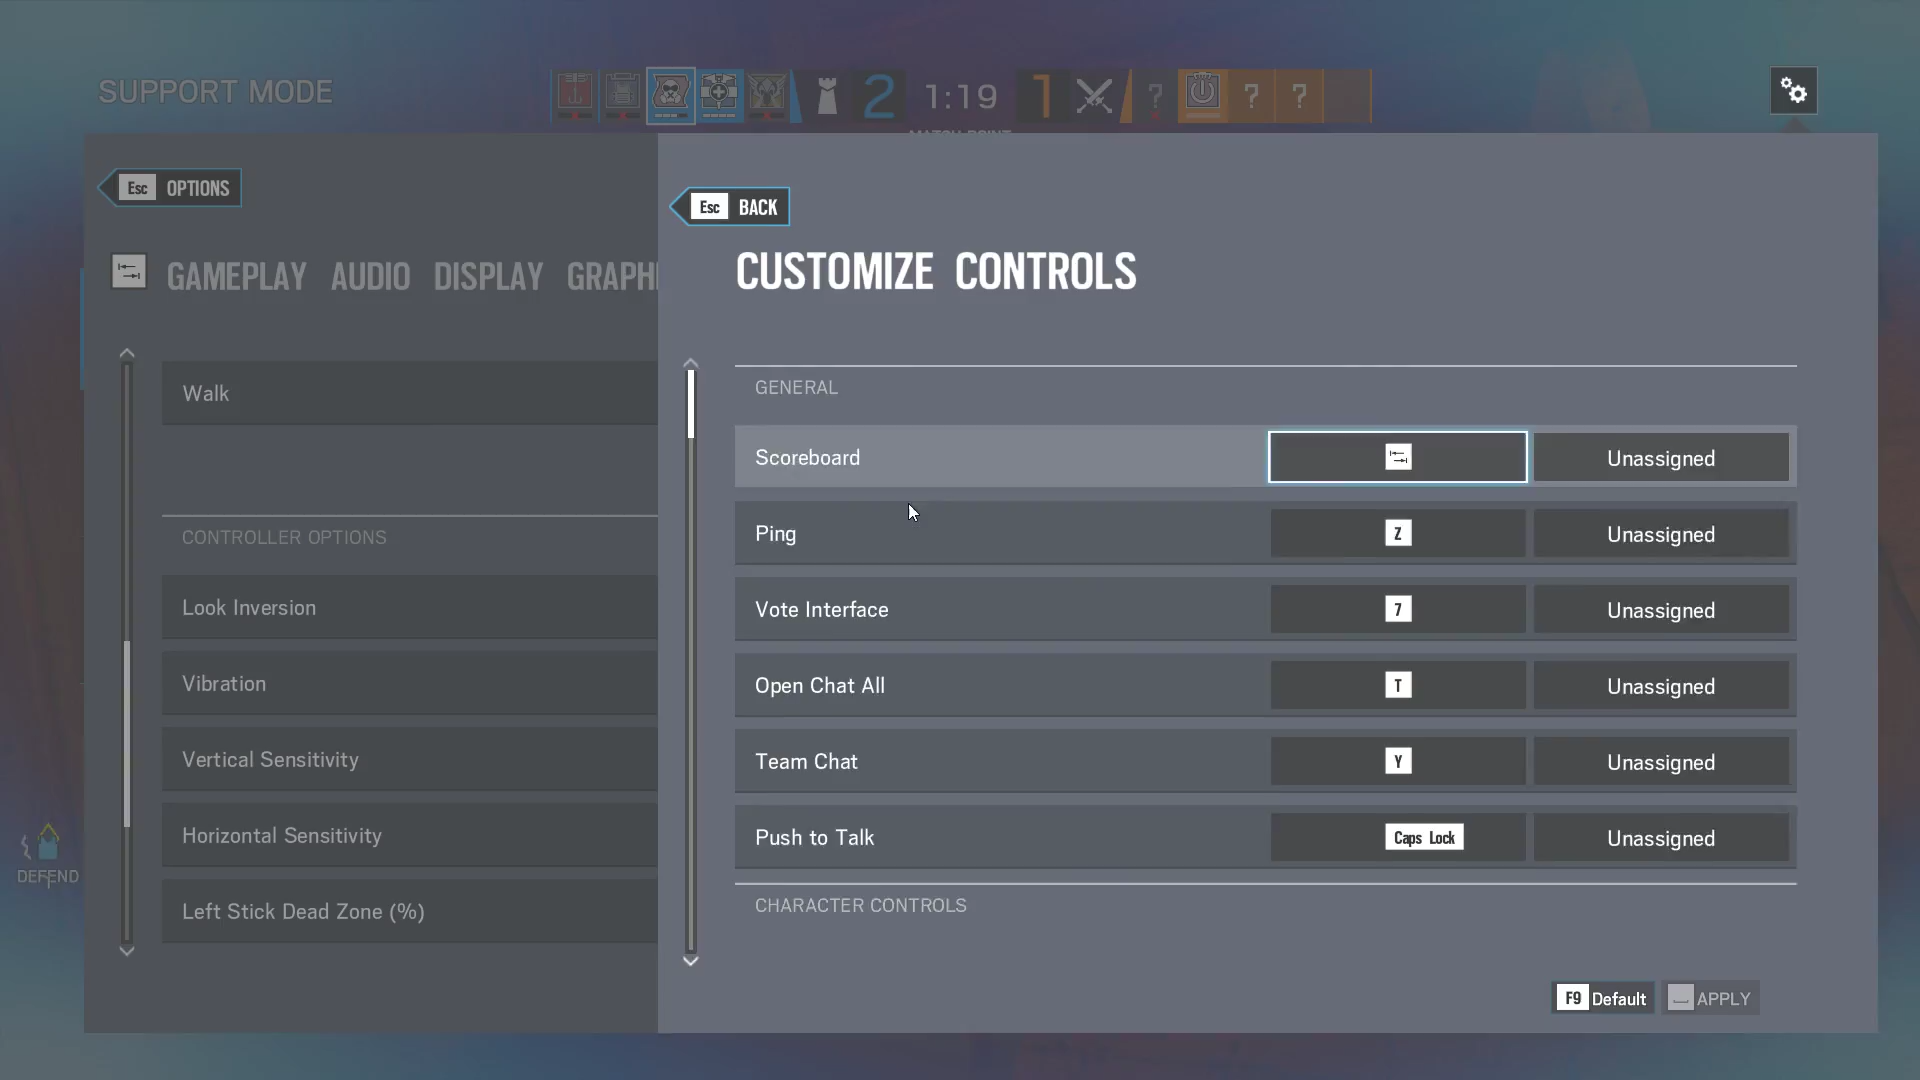 SUPPORT MODE
2 1:19 1 ? ? ?
MATCH POINT
Esc OPTIONS
GAMEPLAY AUDIO DISPLAY GRAPHI
Walk
CONTROLLER OPTIONS
Look Inversion
Vibration
Vertical Sensitivity
Horizontal Sensitivity
Left Stick Dead Zone (%)
DEFEND
Esc BACK
CUSTOMIZE CONTROLS
GENERAL
Scoreboard Unassigned
Ping Z Unassigned
Vote Interface 7 Unassigned
Open Chat All T Unassigned
Team Chat Y Unassigned
Push to Talk Caps Lock Unassigned
CHARACTER CONTROLS
F9 Default APPLY